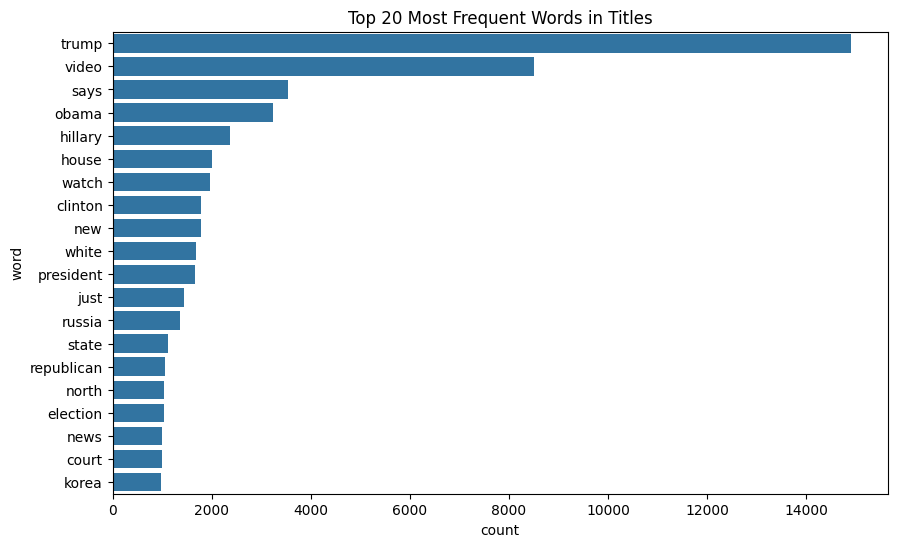 Top 20 Most Frequent Words in Titles
trump
video
says
obama
hillary
house
watch
clinton
new
white
president
just
russia
state
republican
north
election
news
court
korea
word
0 2000 4000 6000 8000 10000 12000 14000
count